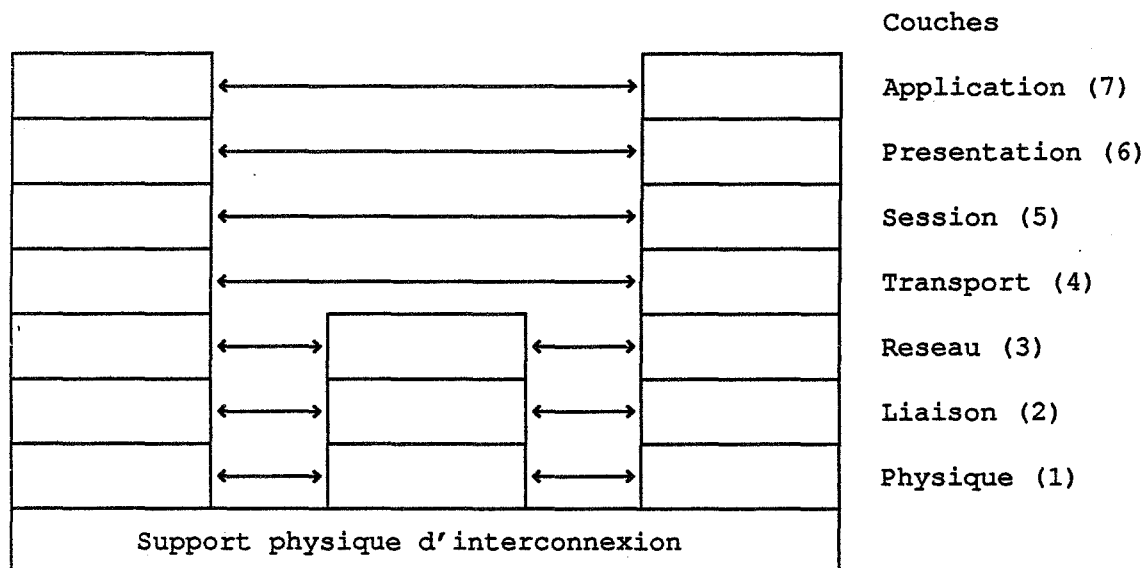 Couches
Application (7)
Presentation (6)
Session (5)
Transport (4)
Reseau (3)
Liaison (2)
Physique (1)
Support physique d'interconnexion